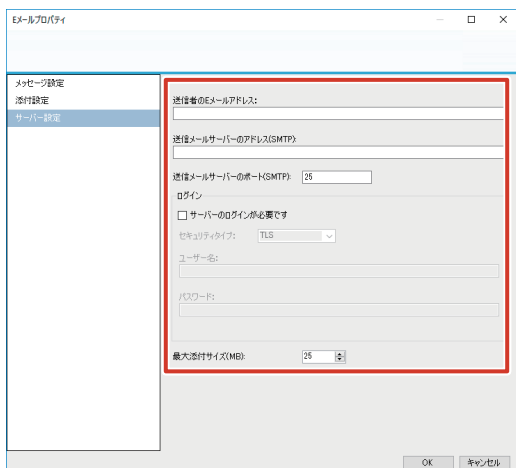 Eメールプロパティ
メッセージ設定
添付設定
サーバー設定
送信者のEメールアドレス:
送信メールサーバーのアドレス(SMTP):
送信メールサーバーのポート(SMTP): 25
ログイン
サーバーのログインが必要です
セキュリティタイプ: TLS
ユーザー名:
パスワード:
最大添付サイズ(MB): 25
OK キャンセル